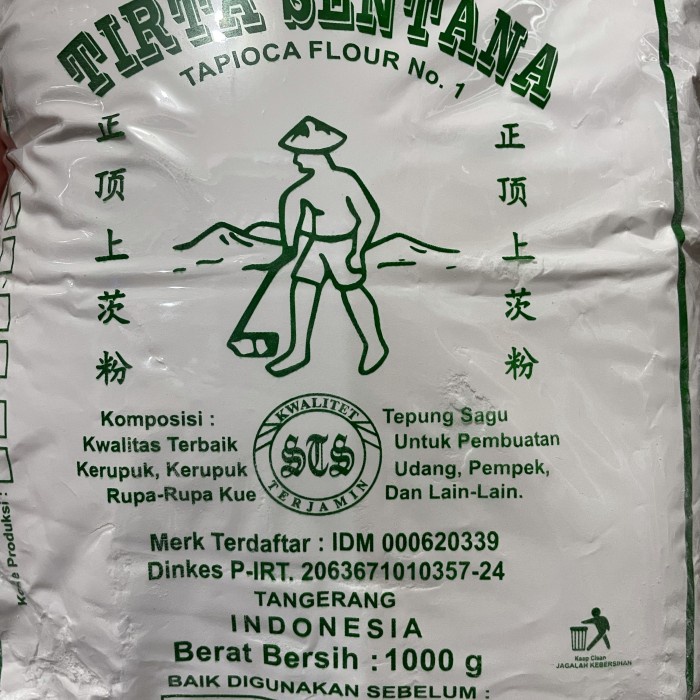 TIRTA SENTANA
TAPIOCA FLOUR No. 1
正顶上茨粉
正顶上茨粉
Komposisi : Tepung Sagu
Kwalitas Terbaik Untuk Pembuatan
Kerupuk, Kerupuk Udang, Pempek,
Rupa-Rupa Kue Dan Lain-Lain.
KWALITET
STS
TERJAMIN
Merk Terdaftar : IDM 000620339
Dinkes P-IRT. 2063671010357-24
TANGERANG
INDONESIA
Berat Bersih : 1000 g
BAIK DIGUNAKAN SEBELUM :
Keep Clean
JAGALAH KEBERSIHAN
Kode Produksi :